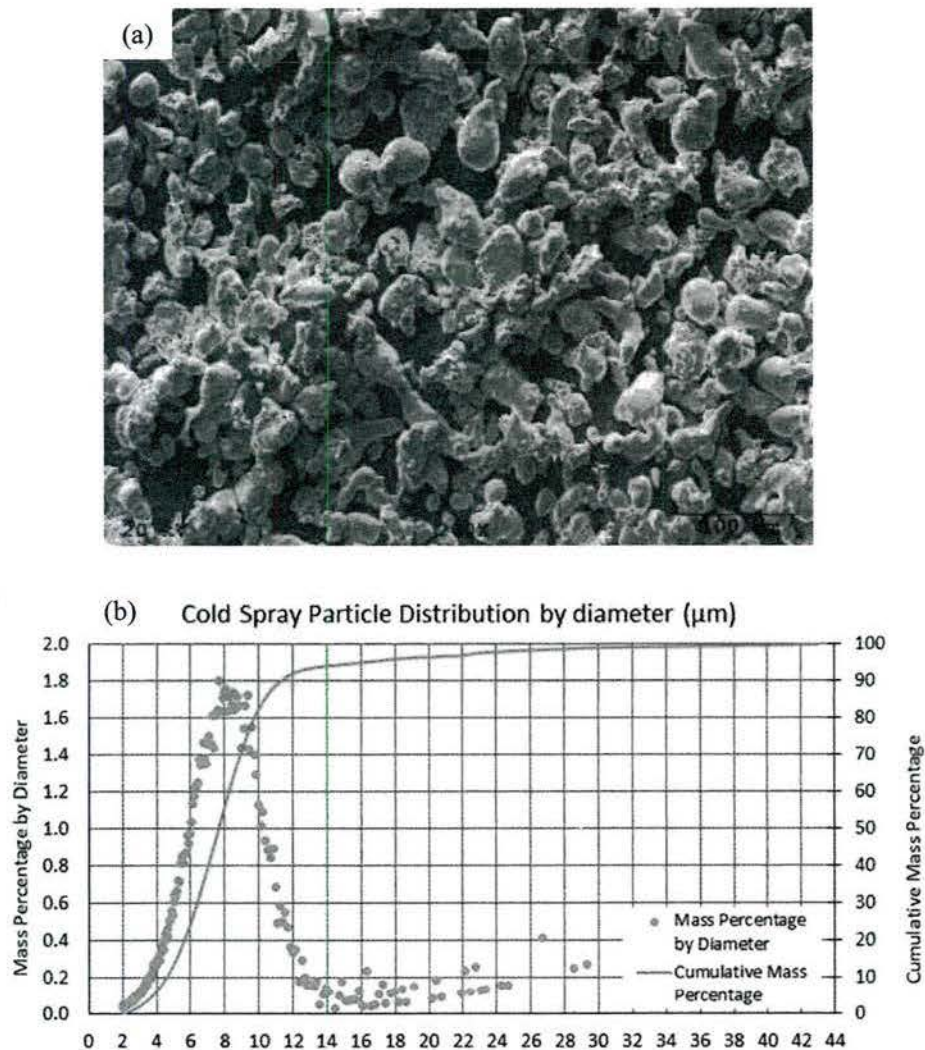 (a)
(b) Cold Spray Particle Distribution by diameter (µm)
Mass Percentage by Diameter
2.0
1.8
1.6
1.4
1.2
1.0
0.8
0.6
0.4
0.2
0.0
0 2 4 6 8 10 12 14 16 18 20 22 24 26 28 30 32 34 36 38 40 42 44
100
90
80
70
60
50
40
30
20
10
0
Cumulative Mass Percentage
Mass Percentage
by Diameter
Cumulative Mass
Percentage